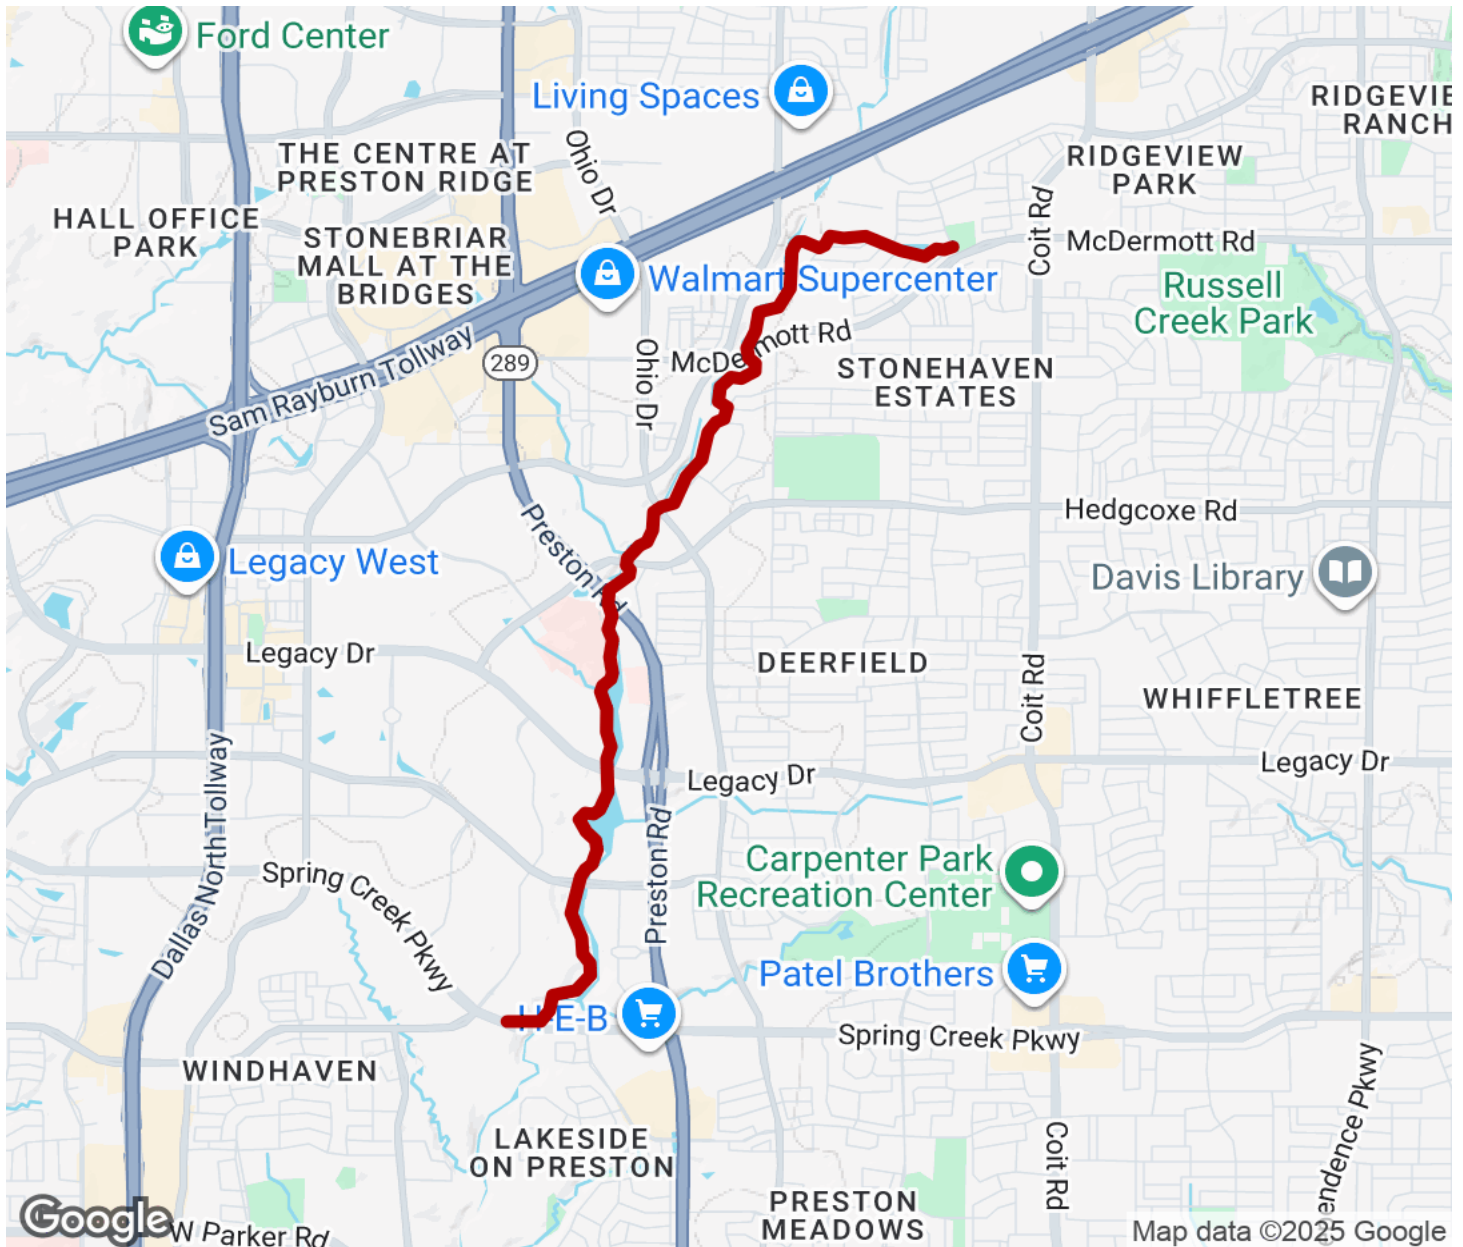 Ford Center
Living Spaces
RIDGEVIE
RANCH
THE CENTRE AT
PRESTON RIDGE
Ohio Dr
RIDGEVIEW
PARK
HALL OFFICE
PARK
STONEBRIAR
MALL AT THE
BRIDGES
Coit Rd
McDermott Rd
Walmart Supercenter
Russell
Creek Park
Sam Rayburn Tollway
289
Ohio Dr
McDermott Rd
STONEHAVEN
ESTATES
Preston Rd
Hedgcoxe Rd
Legacy West
Davis Library
Legacy Dr
DEERFIELD
Coit Rd
WHIFFLETREE
Dallas North Tollway
Legacy Dr
Legacy Dr
Preston Rd
Spring Creek Pkwy
Carpenter Park
Recreation Center
Patel Brothers
H-E-B
Spring Creek Pkwy
WINDHAVEN
LAKESIDE
ON PRESTON
Coit Rd
endence Pkwy
PRESTON
MEADOWS
Google
W Parker Rd
Map data ©2025 Google